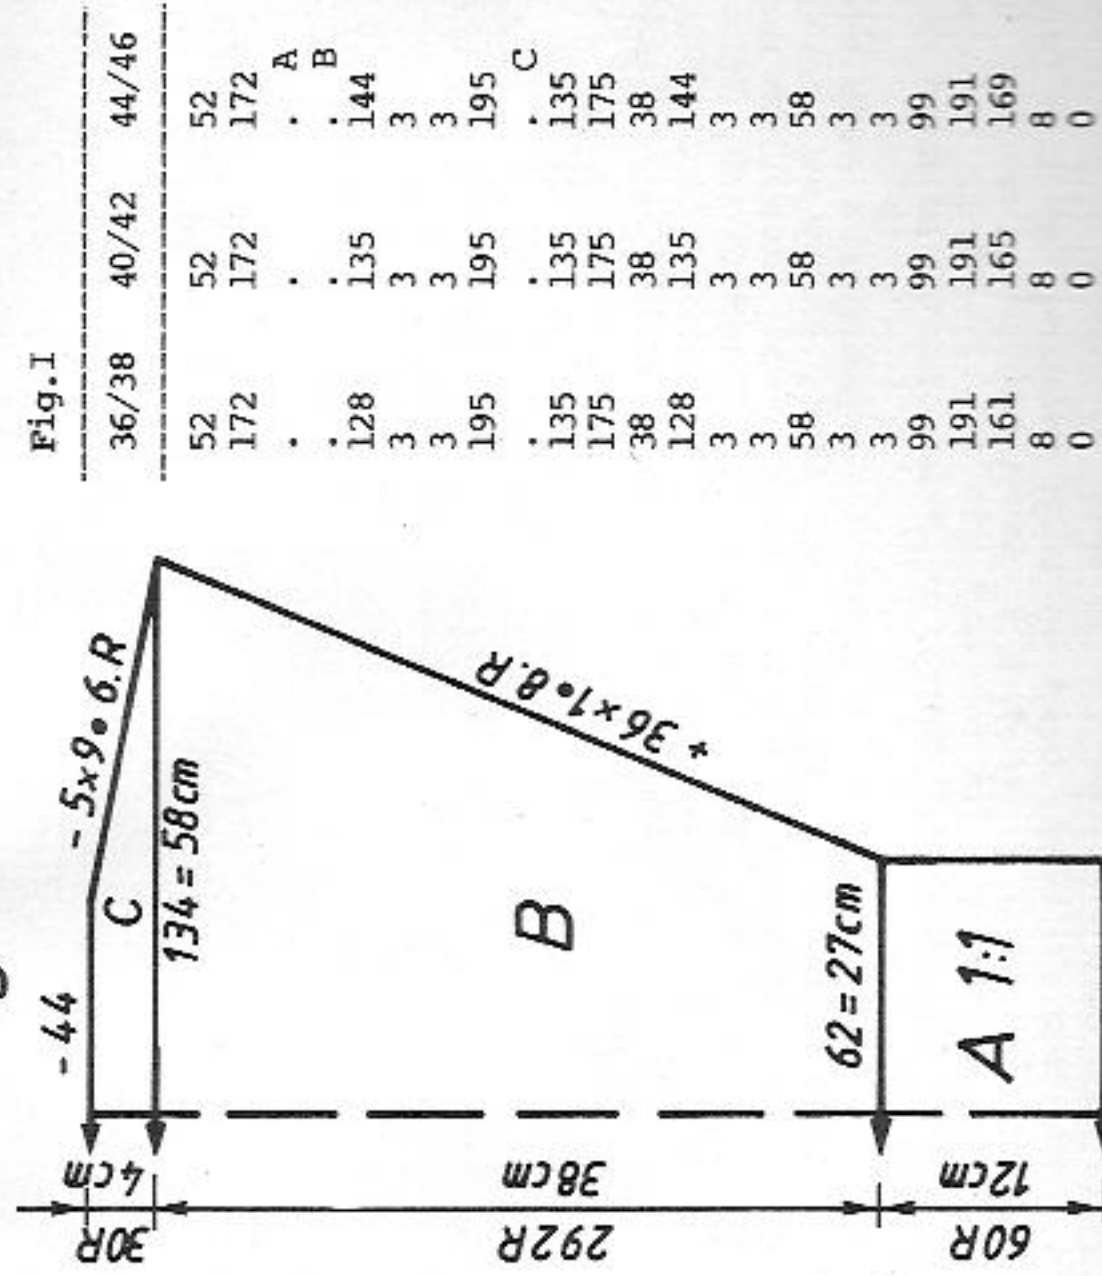 Fig.I
36/38 40/42 44/46
52 52 52
172 172 172
. . . A
. . . B
128 135 144
3 3 3
3 3 3
195 195 195
. . . C
135 135 135
175 175 175
38 38 38
128 135 144
3 3 3
3 3 3
58 58 58
3 3 3
3 3 3
99 99 99
191 191 191
161 165 169
8 8 8
0 0 0
-44
-5x9•6.R
C
134=58cm
+36x1•8.R
B
62=27cm
A 1:1
4cm
30R
38cm
292R
12cm
60R